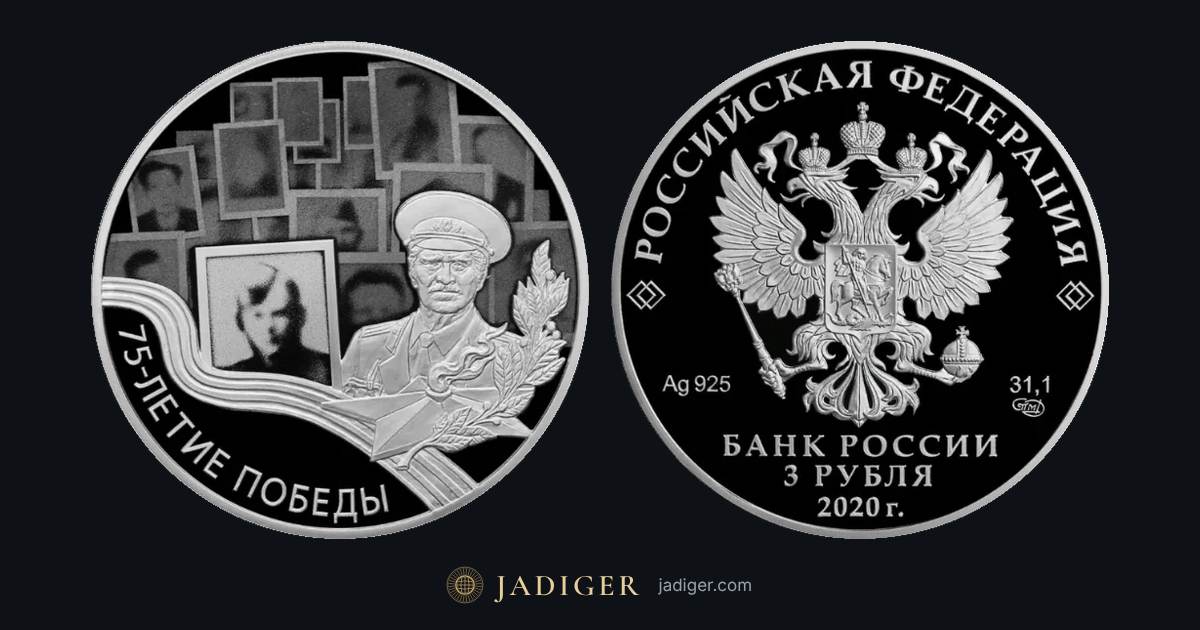 75-ЛЕТИЕ ПОБЕДЫ
РОССИЙСКАЯ ФЕДЕРАЦИЯ
Ag 925
31,1
БАНК РОССИИ
3 РУБЛЯ
2020 г.
JADIGER
jadiger.com